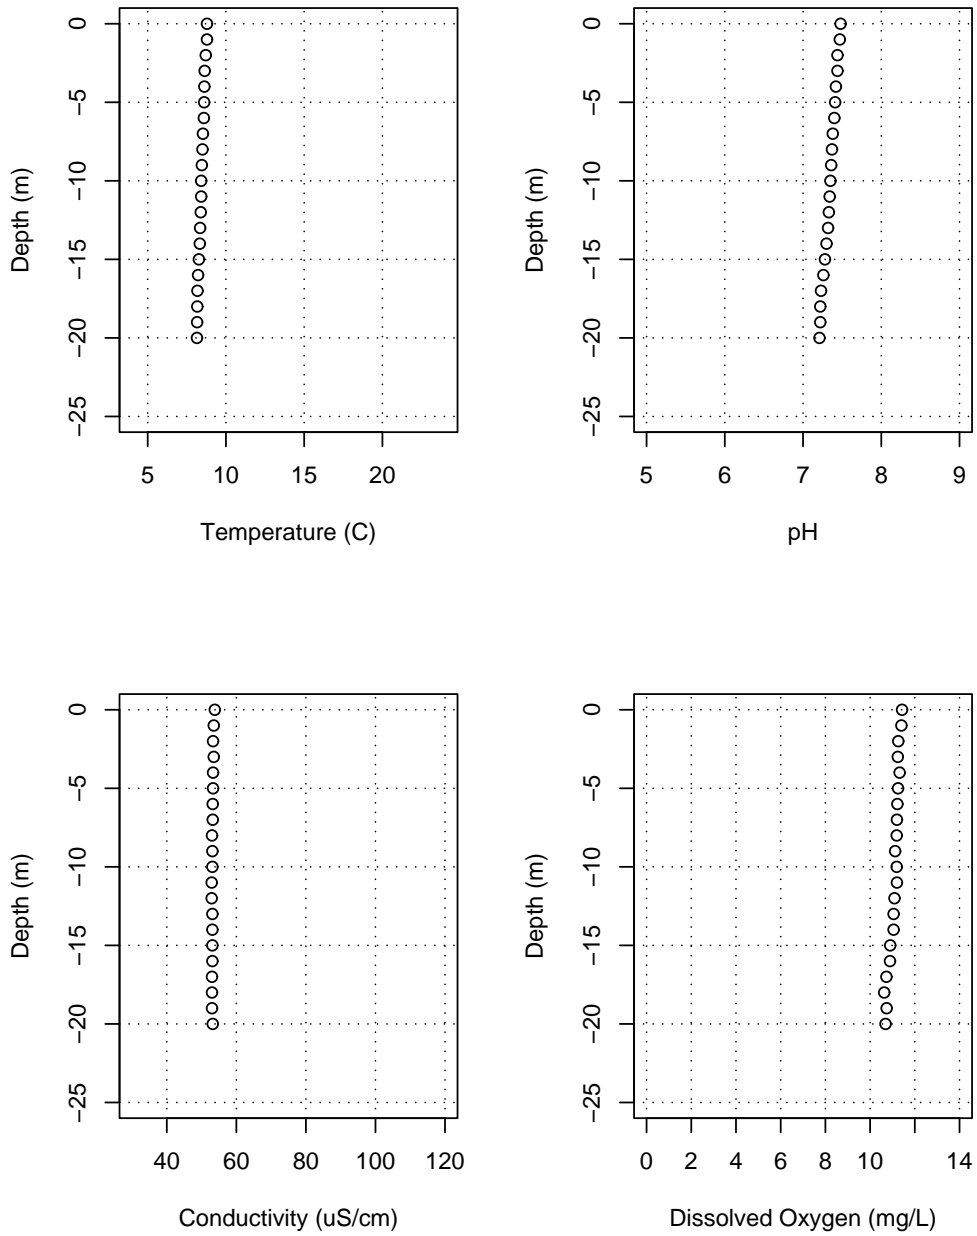 0
−5
−10
−15
−20
−25
Depth (m)
5 10 15 20
Temperature (C)
0
−5
−10
−15
−20
−25
Depth (m)
5 6 7 8 9
pH
0
−5
−10
−15
−20
−25
Depth (m)
40 60 80 100 120
Conductivity (uS/cm)
0
−5
−10
−15
−20
−25
Depth (m)
0 2 4 6 8 10 14
Dissolved Oxygen (mg/L)